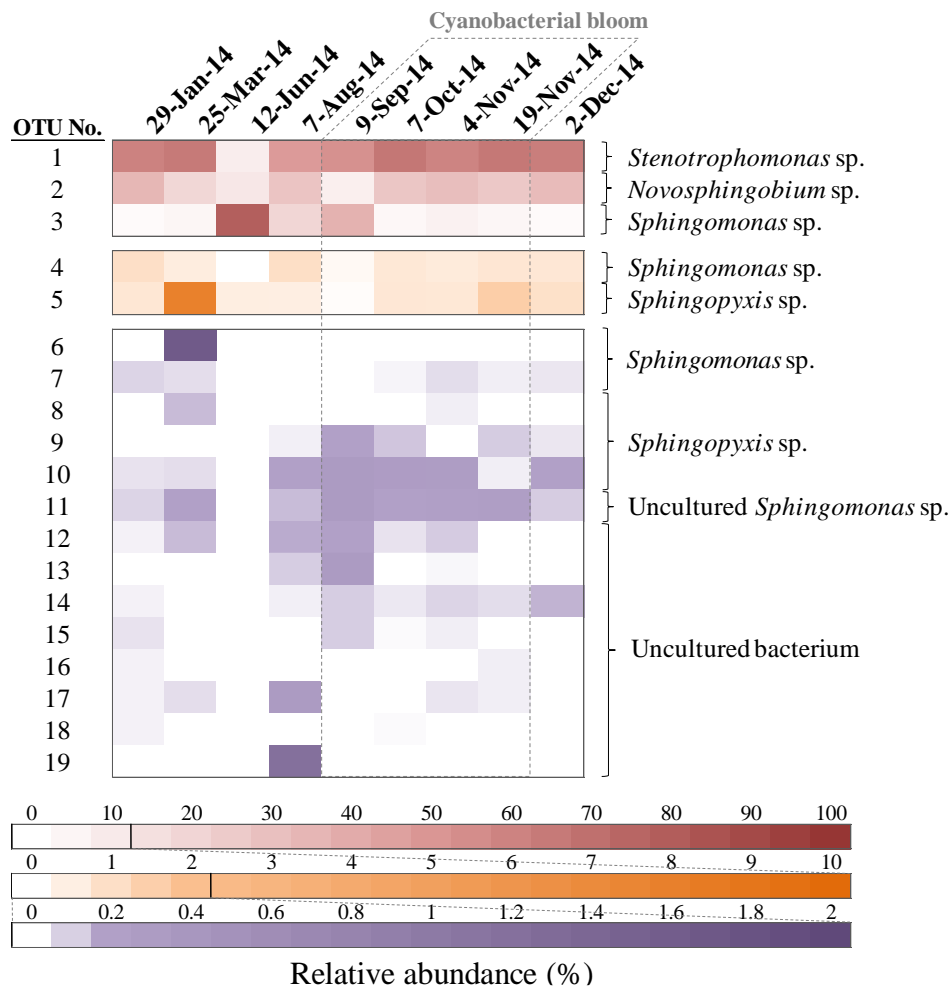 Cyanobacterial bloom
29-Jan-14
25-Mar-14
12-Jun-14
7-Aug-14
9-Sep-14
7-Oct-14
4-Nov-14
19-Nov-14
2-Dec-14
OTU No.
1 Stenotrophomonas sp.
2 Novosphingobium sp.
3 Sphingomonas sp.
4 Sphingomonas sp.
5 Sphingopyxis sp.
6
Sphingomonas sp.
7
8
9
Sphingopyxis sp.
10
11 Uncultured Sphingomonas sp.
12
13
14
15
Uncultured bacterium
16
17
18
19
0 10 20 30 40 50 60 70 80 90 100
0 1 2 3 4 5 6 7 8 9 10
0 0.2 0.4 0.6 0.8 1 1.2 1.4 1.6 1.8 2
Relative abundance (%)